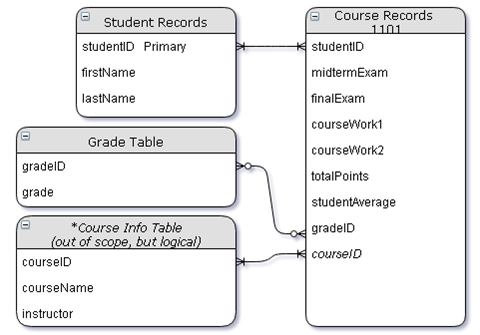 Student Records
studentID Primary
firstName
lastName
Grade Table
gradeID
grade
*Course Info Table
(out of scope, but logical)
courseID
courseName
instructor
Course Records
1101
studentID
midtermExam
finalExam
courseWork1
courseWork2
totalPoints
studentAverage
gradeID
courseID